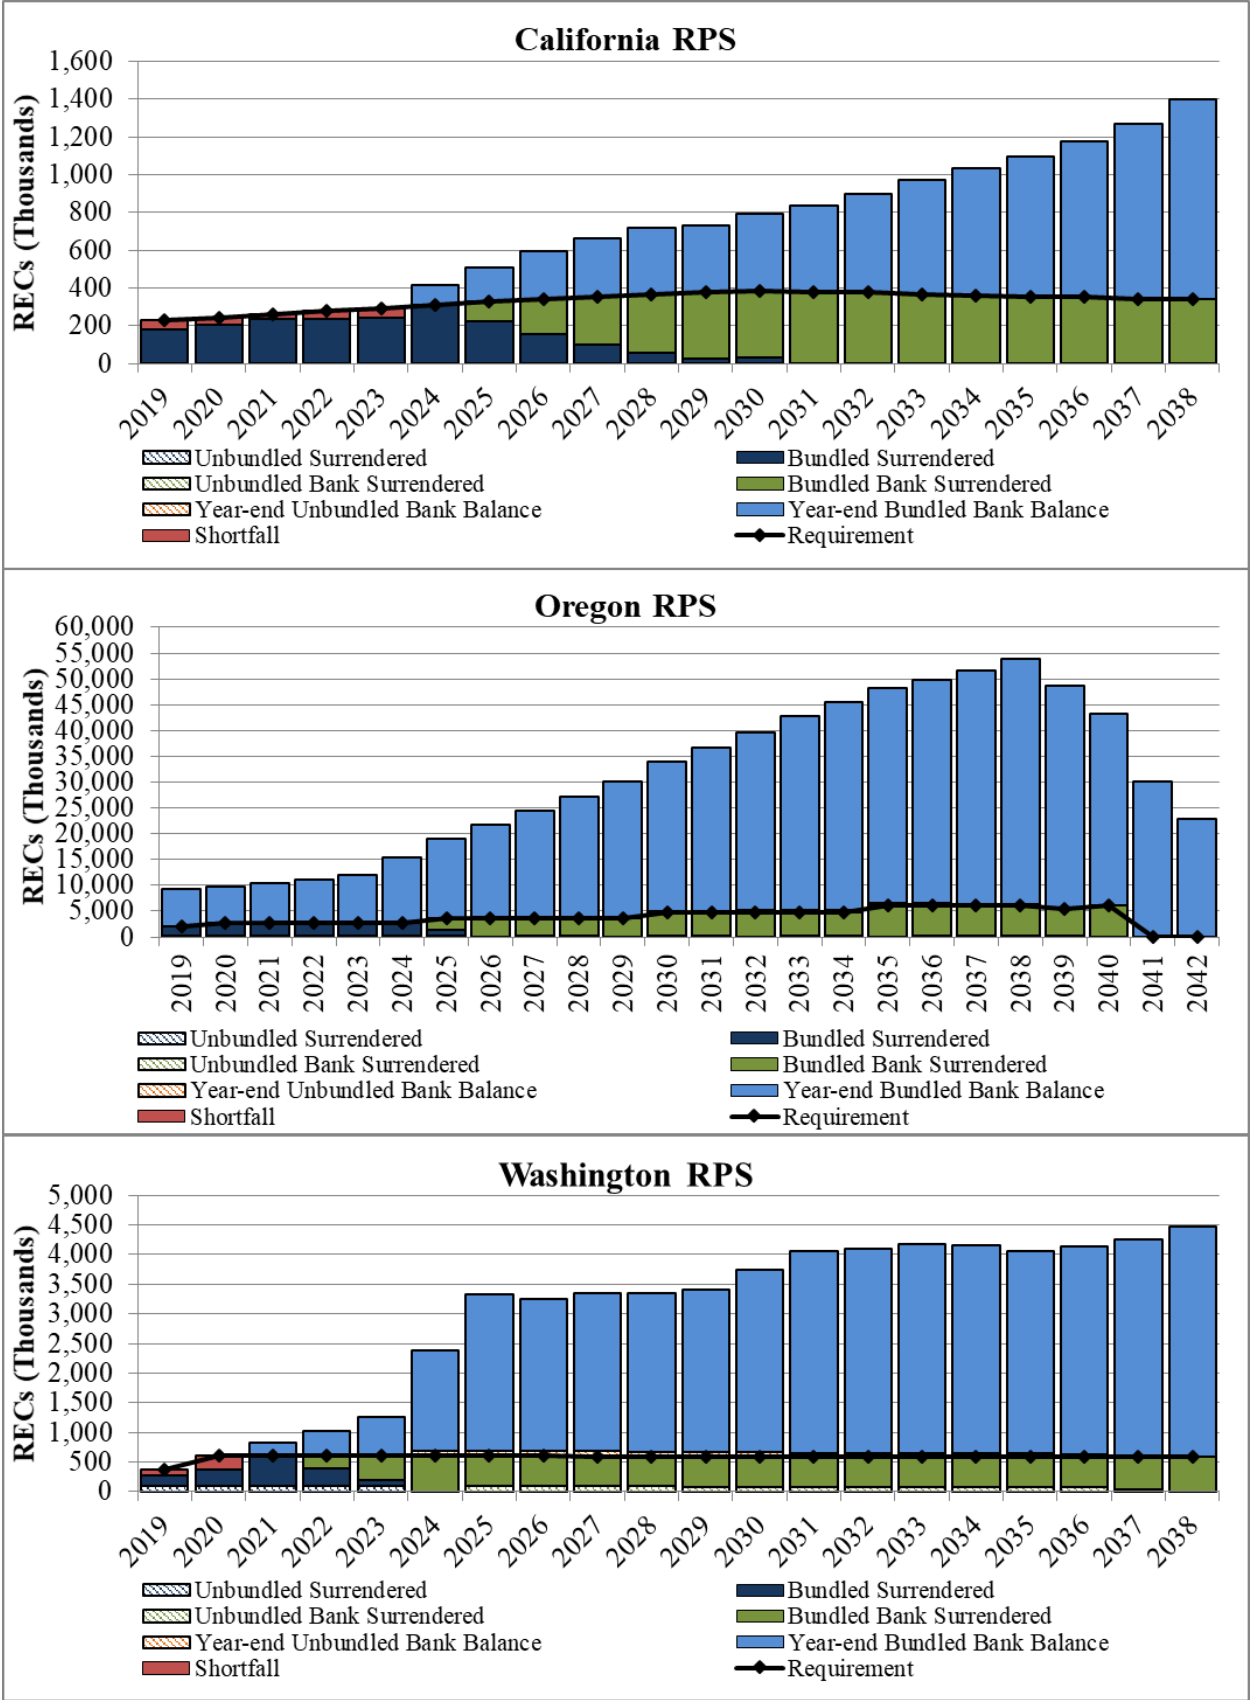 California RPS
RECs (Thousands)
1,600
1,400
1,200
1,000
800
600
400
200
0
2019 2020 2021 2022 2023 2024 2025 2026 2027 2028 2029 2030 2031 2032 2033 2034 2035 2036 2037 2038
Unbundled Surrendered Bundled Surrendered
Unbundled Bank Surrendered Bundled Bank Surrendered
Year-end Unbundled Bank Balance Year-end Bundled Bank Balance
Shortfall Requirement
Oregon RPS
RECs (Thousands)
60,000
55,000
50,000
45,000
40,000
35,000
30,000
25,000
20,000
15,000
10,000
5,000
0
2019 2020 2021 2022 2023 2024 2025 2026 2027 2028 2029 2030 2031 2032 2033 2034 2035 2036 2037 2038 2039 2040 2041 2042
Unbundled Surrendered Bundled Surrendered
Unbundled Bank Surrendered Bundled Bank Surrendered
Year-end Unbundled Bank Balance Year-end Bundled Bank Balance
Shortfall Requirement
Washington RPS
RECs (Thousands)
5,000
4,500
4,000
3,500
3,000
2,500
2,000
1,500
1,000
500
0
2019 2020 2021 2022 2023 2024 2025 2026 2027 2028 2029 2030 2031 2032 2033 2034 2035 2036 2037 2038
Unbundled Surrendered Bundled Surrendered
Unbundled Bank Surrendered Bundled Bank Surrendered
Year-end Unbundled Bank Balance Year-end Bundled Bank Balance
Shortfall Requirement